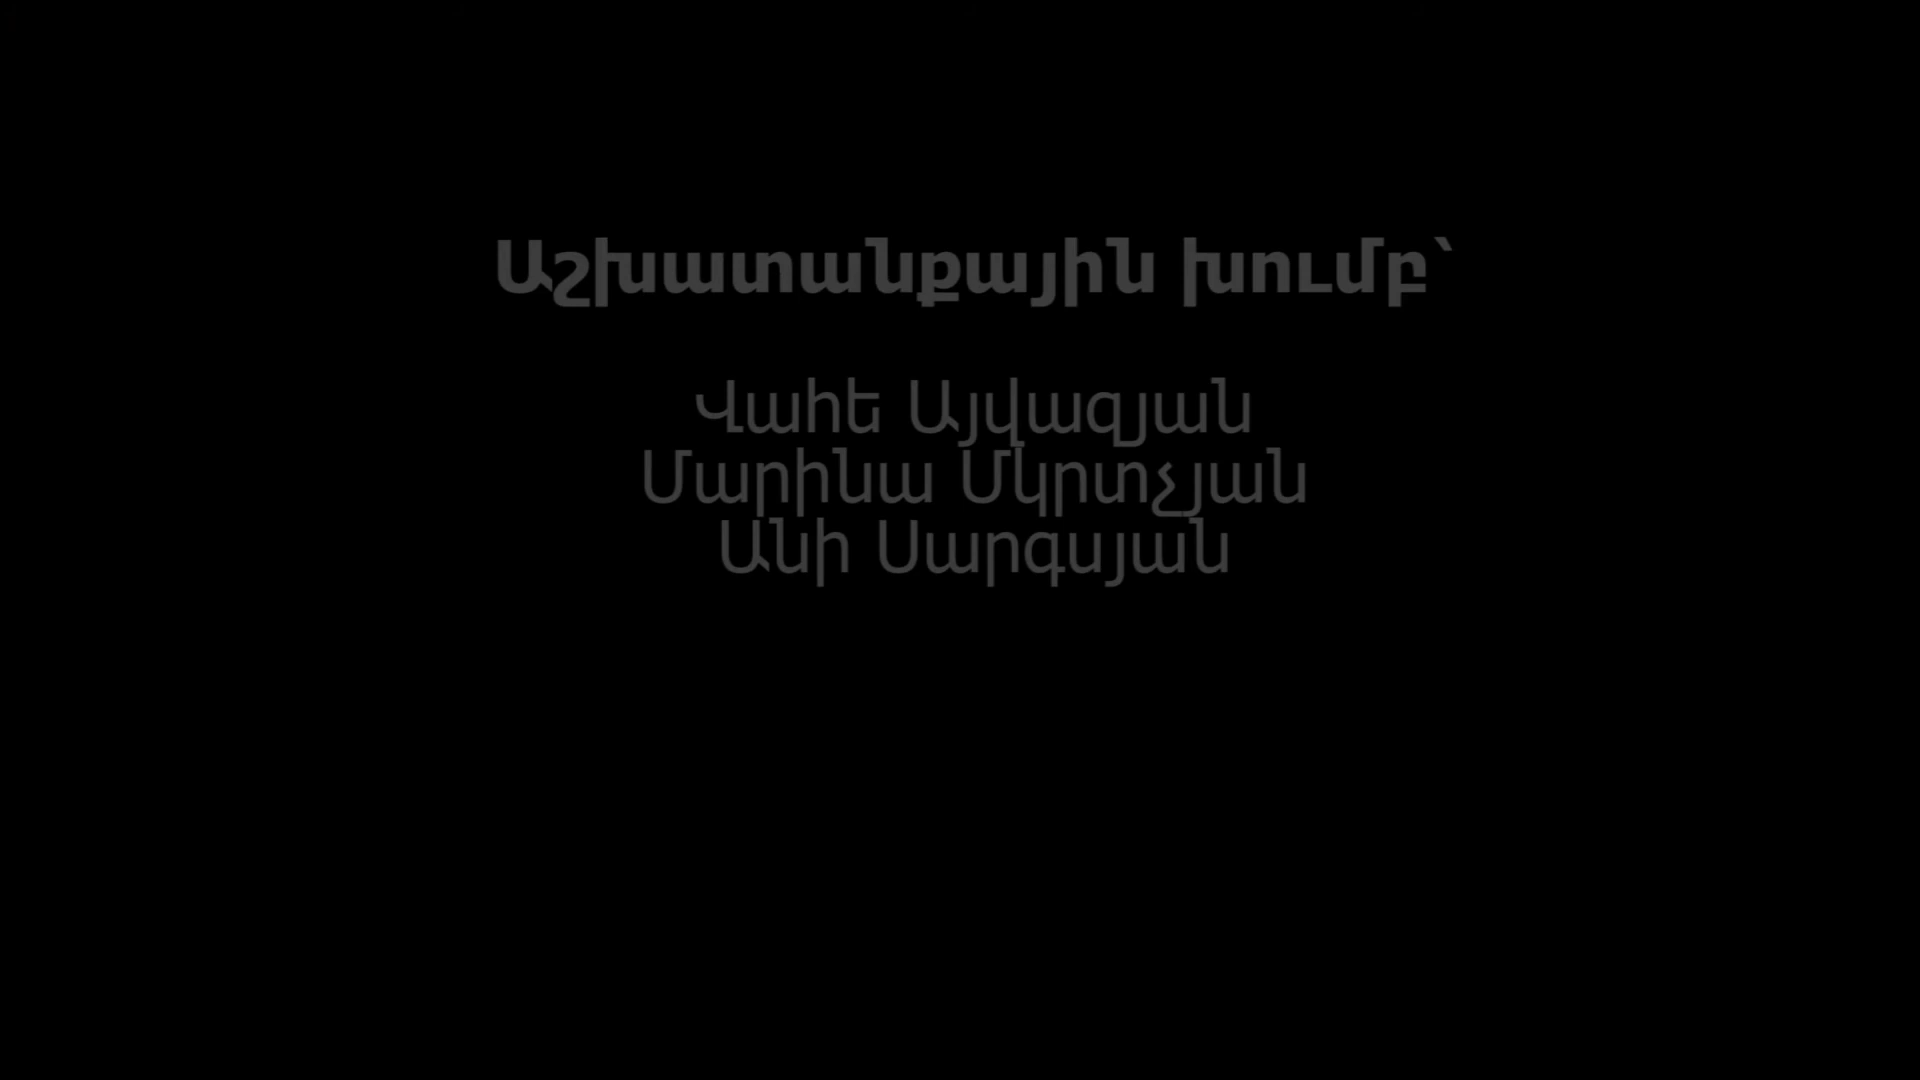 Աշխատանքային խումբ՝
Վահե Այվազյան
Մարինա Մկրտչյան
Անի Սարգսյան